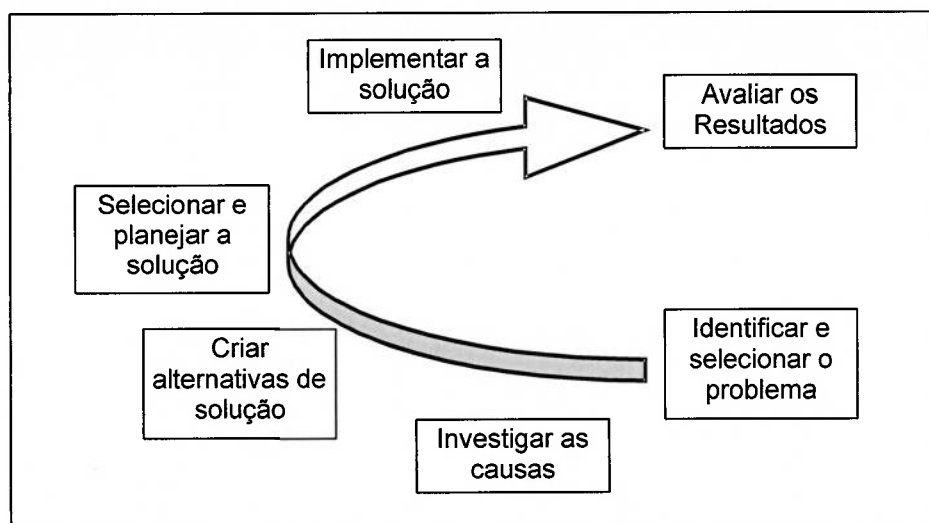 Implementar a
solução
Avaliar os
Resultados
Selecionar e
planejar a
solução
Criar
alternativas de
solução
Identificar e
selecionar o
problema
Investigar as
causas